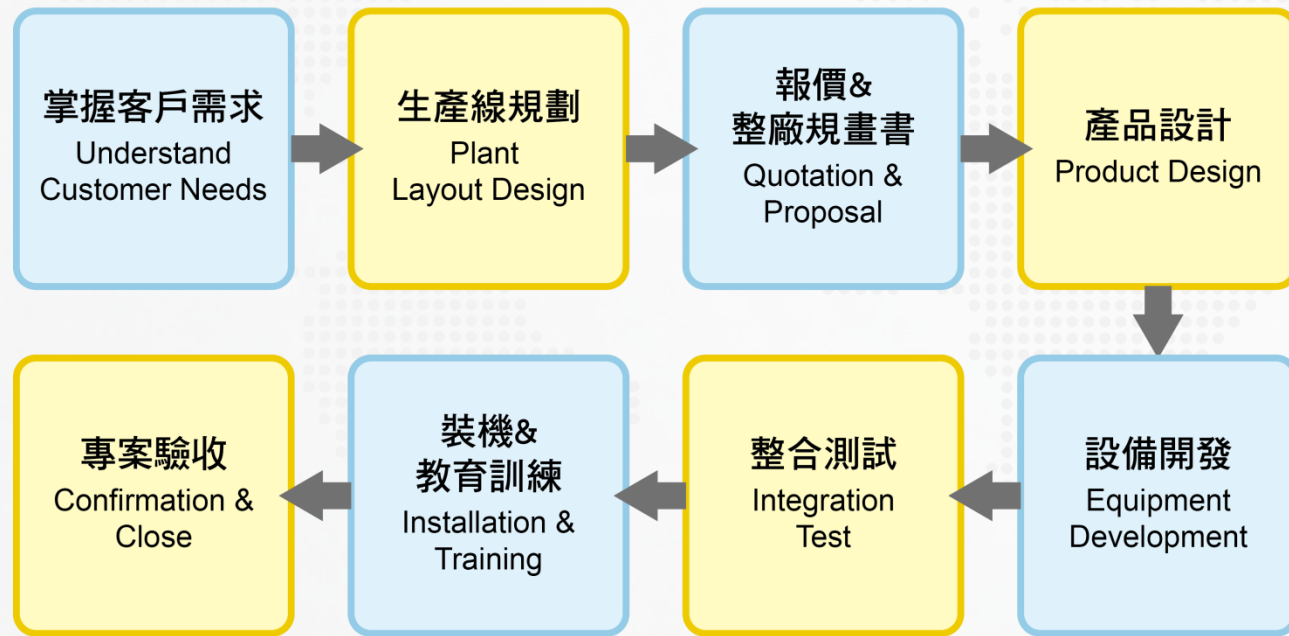 掌握客戶需求
Understand
Customer Needs
生產線規劃
Plant
Layout Design
報價&
整廠規畫書
Quotation &
Proposal
產品設計
Product Design
設備開發
Equipment
Development
整合測試
Integration
Test
裝機&
教育訓練
Installation &
Training
專案驗收
Confirmation &
Close